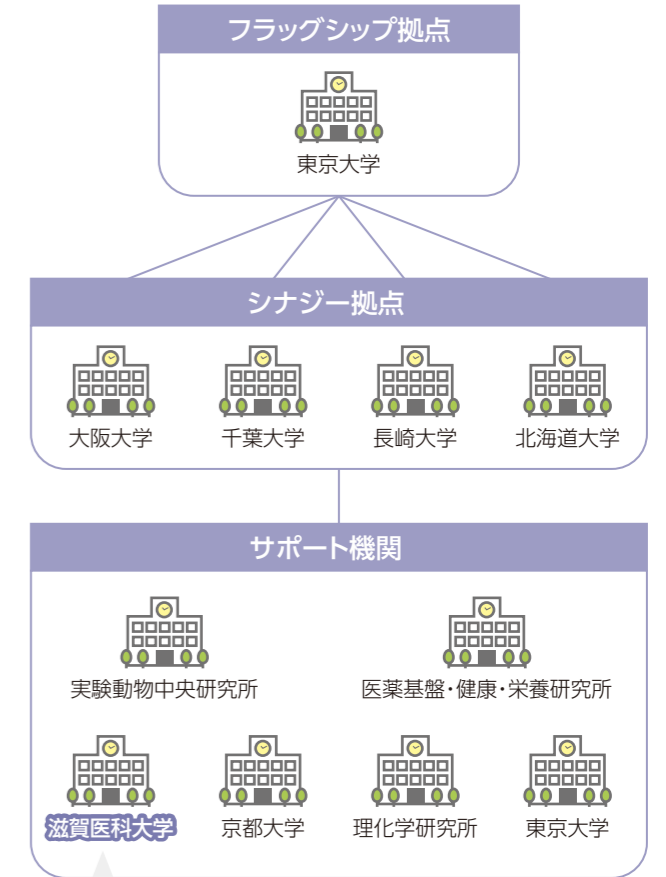 フラッグシップ拠点
東京大学
シナジー拠点
大阪大学 千葉大学 長崎大学 北海道大学
サポート機関
実験動物中央研究所 医薬基盤・健康・栄養研究所
滋賀医科大学 京都大学 理化学研究所 東京大学